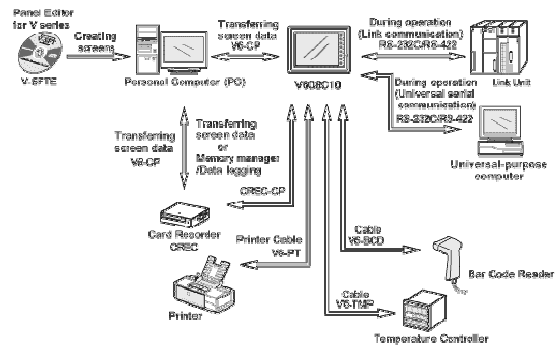 Panel Editor
for V series
Creating
screens
V-SFTE
Personal Computer (PC)
Transferring
screen data
V6-CP
V608C10
During operation
(Link communication)
RS-232C/RS-422
Link Unit
During operation
(Universal serial
communication)
RS-232C/RS-422
Universal-purpose
computer
Transferring
screen data
V6-CP
Transferring
screen data
or
Memory manager
/Data logging
CREC-CP
Card Recorder
CREC
Printer Cable
V6-PT
Printer
Cable
V6-BCD
Bar Code Reader
Cable
V6-TMP
Temperature Controller